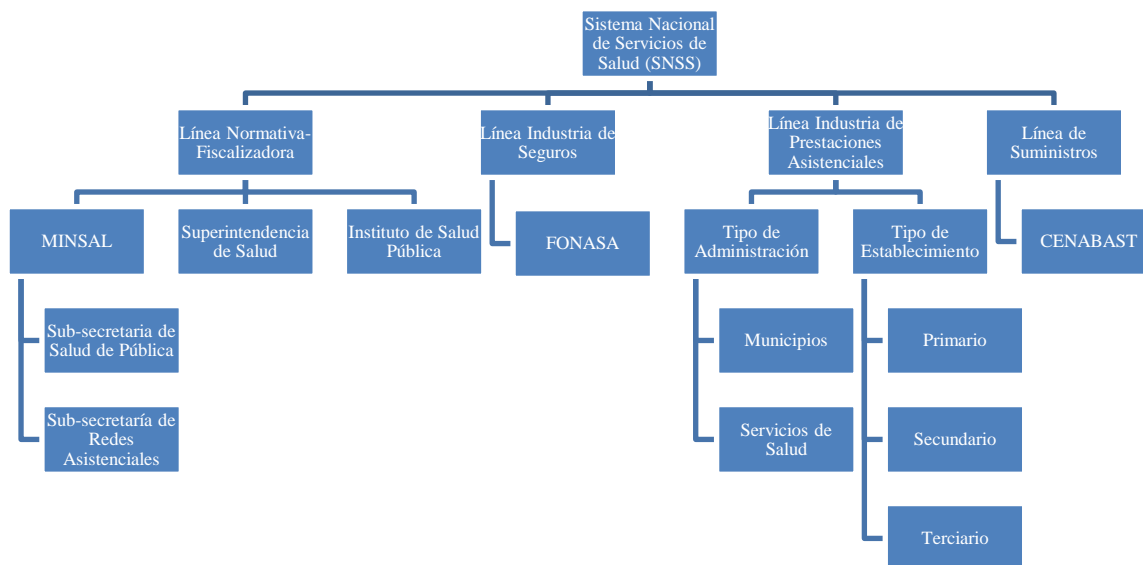 Sistema Nacional
de Servicios de
Salud (SNSS)
Línea Normativa-
Fiscalizadora
Línea Industria de
Seguros
Línea Industria de
Prestaciones
Asistenciales
Línea de
Suministros
MINSAL
Superintendencia
de Salud
Instituto de Salud
Pública
FONASA
Tipo de
Administración
Tipo de
Establecimiento
CENABAST
Sub-secretaria de
Salud de Pública
Municipios
Primario
Sub-secretaría de
Redes
Asistenciales
Servicios de
Salud
Secundario
Terciario